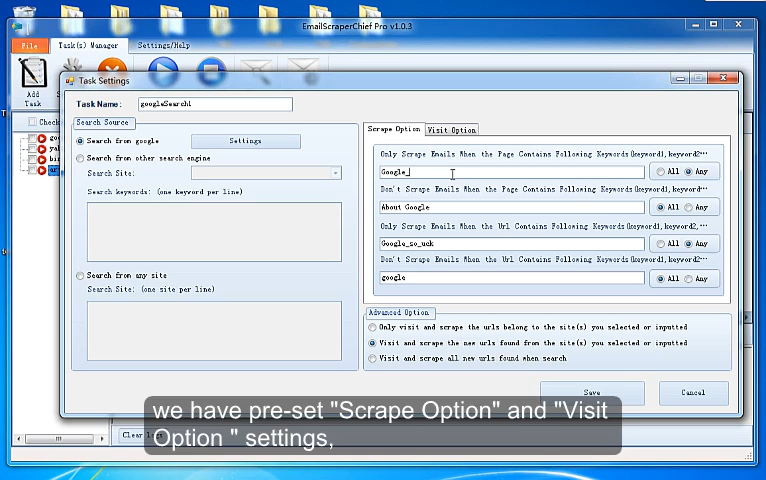 EmailScraperChief Pro v1.0.3
File
Task(s) Manager
Settings/Help
Add
Task
Task Settings
Task Name:
googleSearch1
Search Source
Search from google
Settings
Search from other search engine
Search Site:
Search keywords: (one keyword per line)
Search from any site
Search Site: (one site per line)
Scrape Option
Visit Option
Only Scrape Emails When the Page Contains Following Keywords(keyword1,keyword2...
Google_
All
Any
Don't Scrape Emails When the Page Contains Following Keywords(keyword1,keyword...
About Google
All
Any
Only Scrape Emails When the Url Contains Following Keywords(keyword1,keyword2,...
Google_so_uck
All
Any
Don't Scrape Emails When the Url Contains Following Keywords(keyword1,keyword2...
google
All
Any
Advanced Option
Only visit and scrape the urls belong to the site(s) you selected or inputted
Visit and scrape the new urls found from the site(s) you selected or inputted
Visit and scrape all new urls found when search
Save
Cancel
Check
goo
yah
bin
Clear
we have pre-set "Scrape Option" and "Visit
Option " settings,